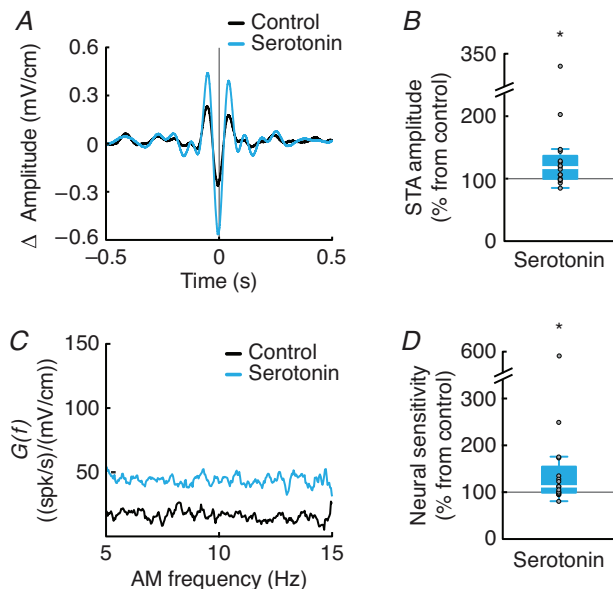 A
Control
Serotonin
Δ Amplitude (mV/cm)
0.6
0.3
0
−0.3
−0.6
−0.5
0
0.5
Time (s)
B
*
STA amplitude
(% from control)
350
200
100
0
Serotonin
C
Control
Serotonin
G(f)
((spk/s)/(mV/cm))
150
100
50
5
10
15
AM frequency (Hz)
D
*
Neural sensitivity
(% from control)
600
300
200
100
0
Serotonin